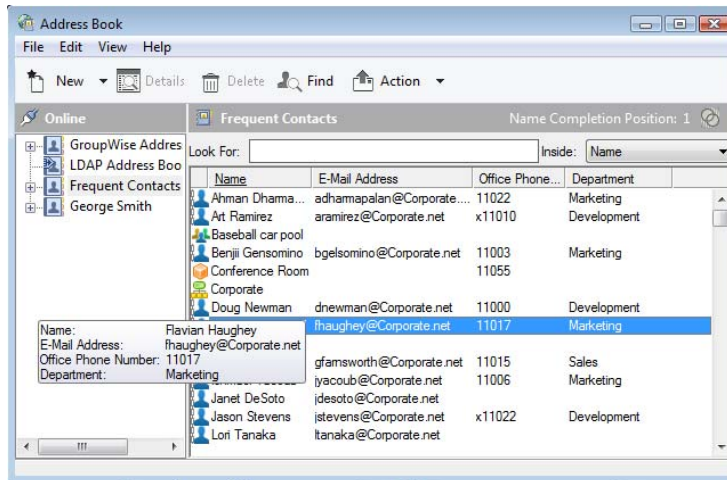 Address Book
File Edit View Help
New Details Delete Find Action
Online
Frequent Contacts Name Completion Position: 1
GroupWise Addres
LDAP Address Boo
Frequent Contacts
George Smith
Look For: Inside: Name
Name E-Mail Address Office Phone... Department
Ahman Dharma... adharmapalan@Corporate.... 11022 Marketing
Art Ramirez aramirez@Corporate.net x11010 Development
Baseball car pool
Benjii Gensomino bgelsomino@Corporate.net 11003 Marketing
Conference Room 11055
Corporate
Doug Newman dnewman@Corporate.net 11000 Development
fhaughey@Corporate.net 11017 Marketing
Name: Flavian Haughey
E-Mail Address: fhaughey@Corporate.net
Office Phone Number: 11017
Department: Marketing
gfarnsworth@Corporate.net 11015 Sales
jyacoub@Corporate.net 11006 Marketing
Janet DeSoto jdesoto@Corporate.net
Jason Stevens jstevens@Corporate.net x11022 Development
Lori Tanaka ltanaka@Corporate.net